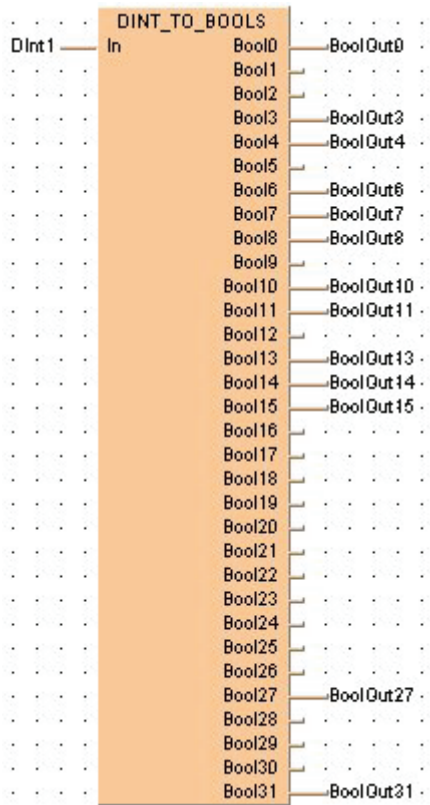 DINT_TO_BOOLS
DInt1 In Bool0 BoolOut0
Bool1
Bool2
Bool3 BoolOut3
Bool4 BoolOut4
Bool5
Bool6 BoolOut6
Bool7 BoolOut7
Bool8 BoolOut8
Bool9
Bool10 BoolOut10
Bool11 BoolOut11
Bool12
Bool13 BoolOut13
Bool14 BoolOut14
Bool15 BoolOut15
Bool16
Bool17
Bool18
Bool19
Bool20
Bool21
Bool22
Bool23
Bool24
Bool25
Bool26
Bool27 BoolOut27
Bool28
Bool29
Bool30
Bool31 BoolOut31